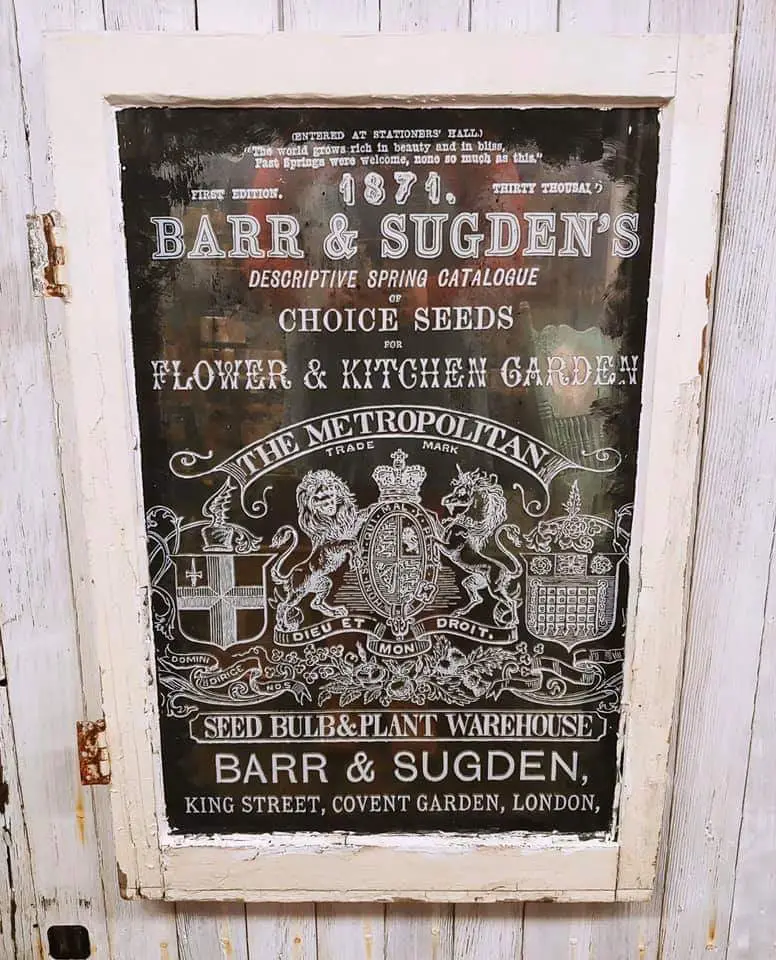 (ENTERED AT STATIONERS' HALL.)
"The world grows rich in beauty and in bliss,
Past Springs were welcome, none so much as this."
FIRST EDITION. 1871. THIRTY THOUSAND
BARR & SUGDEN'S
DESCRIPTIVE SPRING CATALOGUE
OF
CHOICE SEEDS
FOR
FLOWER & KITCHEN GARDEN
THE METROPOLITAN
TRADE MARK
DIEU ET MON DROIT.
DOMINI DIRIGE NOS
SEED BULB & PLANT WAREHOUSE
BARR & SUGDEN,
KING STREET, COVENT GARDEN, LONDON,